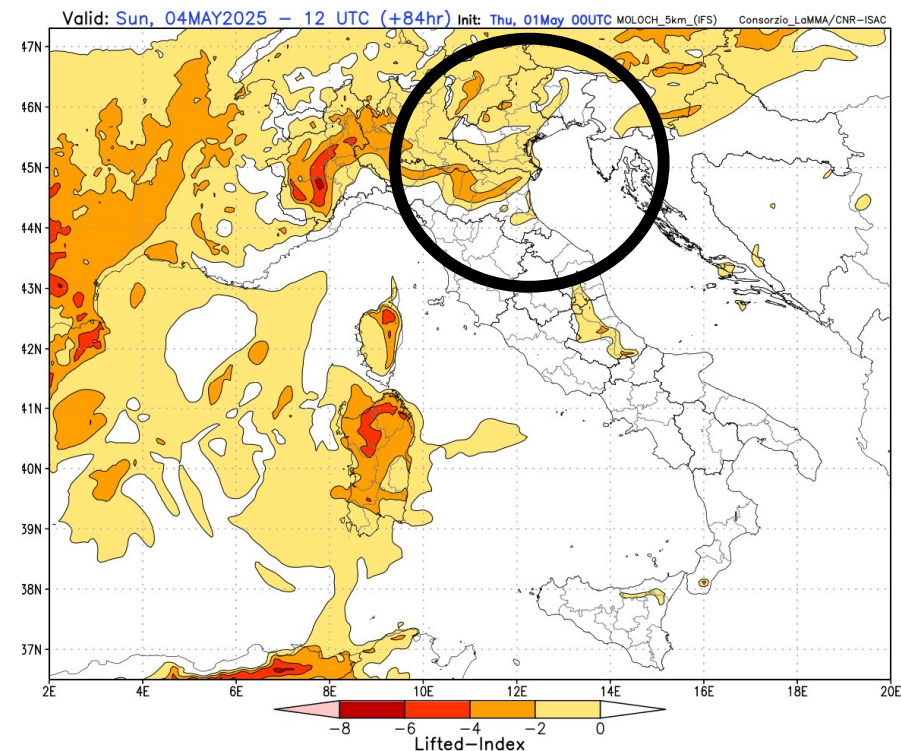 Valid: Sun, 04MAY2025 – 12 UTC (+84hr) Init: Thu, 01May 00UTC MOLOCH_5km_(IFS) Consorzio_LaMMA/CNR-ISAC
47N
46N
45N
44N
43N
42N
41N
40N
39N
38N
37N
2E 4E 6E 8E 10E 12E 14E 16E 18E 20E
-8 -6 -4 -2 0
Lifted-Index